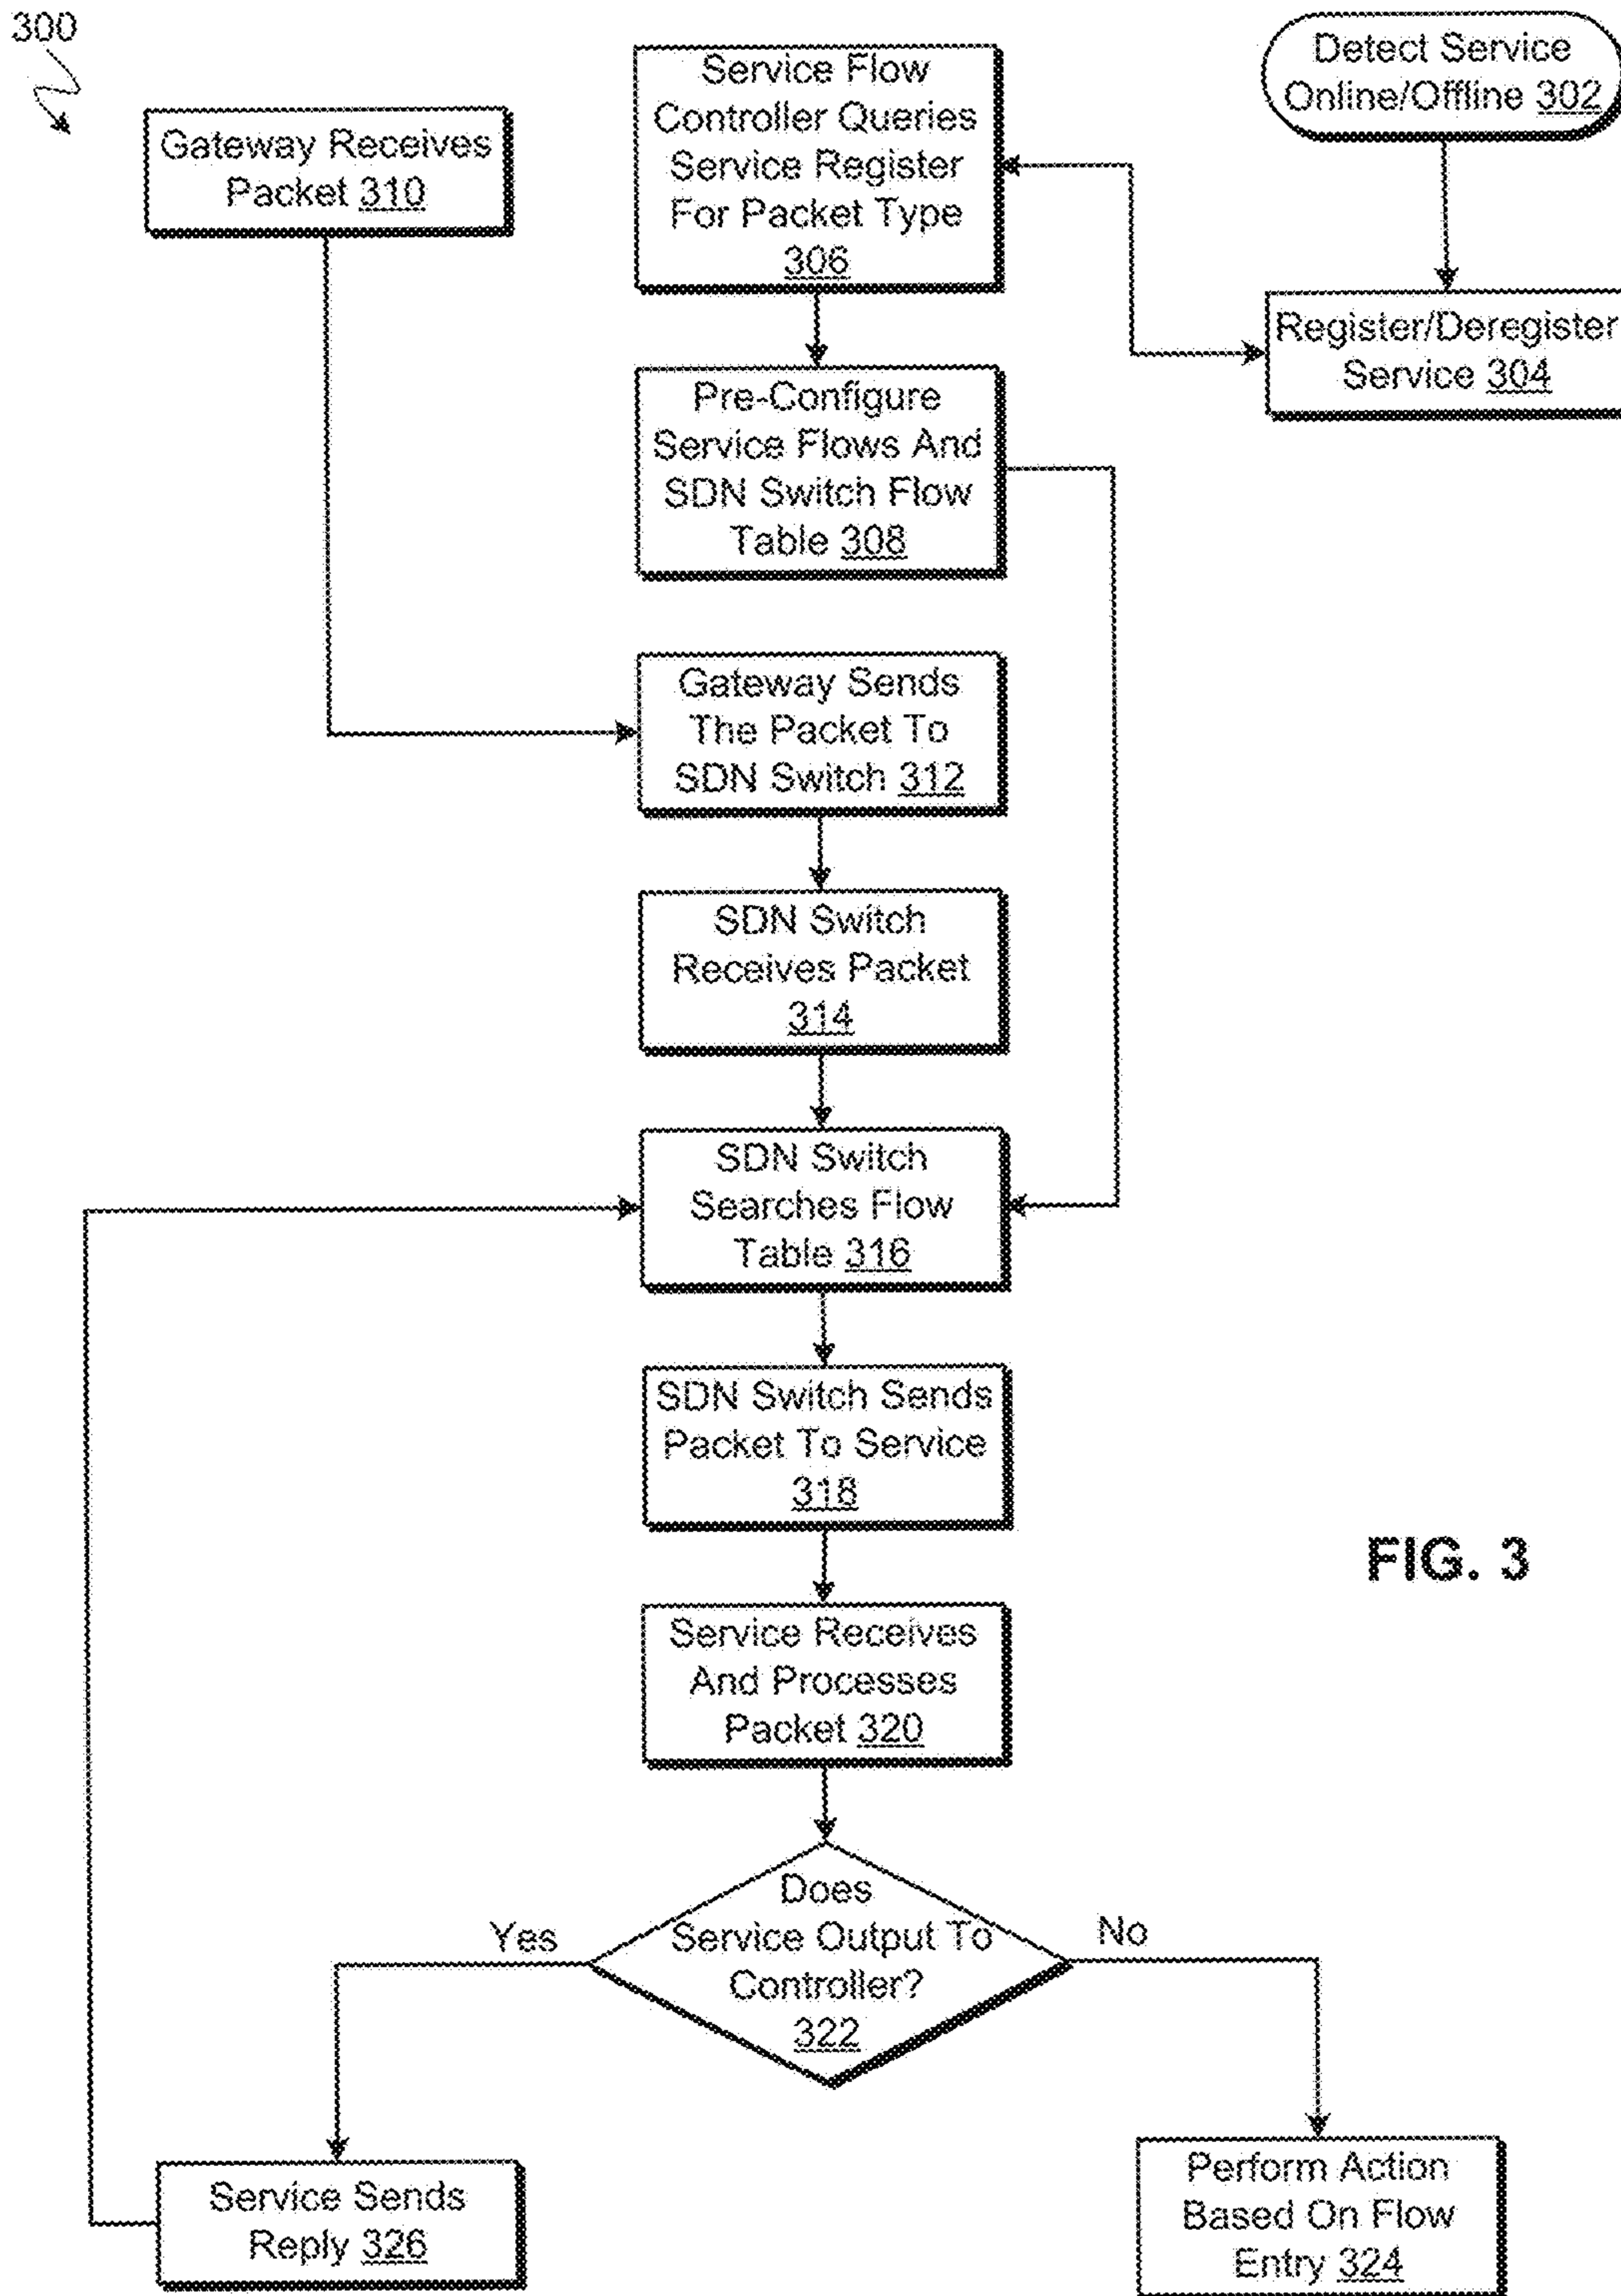 300
Gateway Receives
Packet 310
Service Flow
Controller Queries
Service Register
For Packet Type
306
Detect Service
Online/Offline 302
Register/Deregister
Service 304
Pre-Configure
Service Flows And
SDN Switch Flow
Table 308
Gateway Sends
The Packet To
SDN Switch 312
SDN Switch
Receives Packet
314
SDN Switch
Searches Flow
Table 316
SDN Switch Sends
Packet To Service
318
Service Receives
And Processes
Packet 320
Does
Service Output To
Controller?
322
Yes
No
Service Sends
Reply 326
Perform Action
Based On Flow
Entry 324
FIG. 3